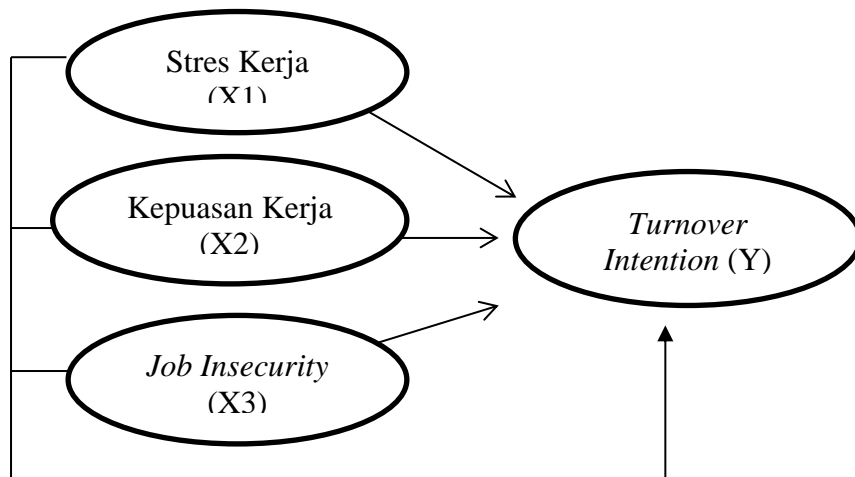 Stres Kerja
(X1)
Kepuasan Kerja
(X2)
Job Insecurity
(X3)
Turnover
Intention (Y)